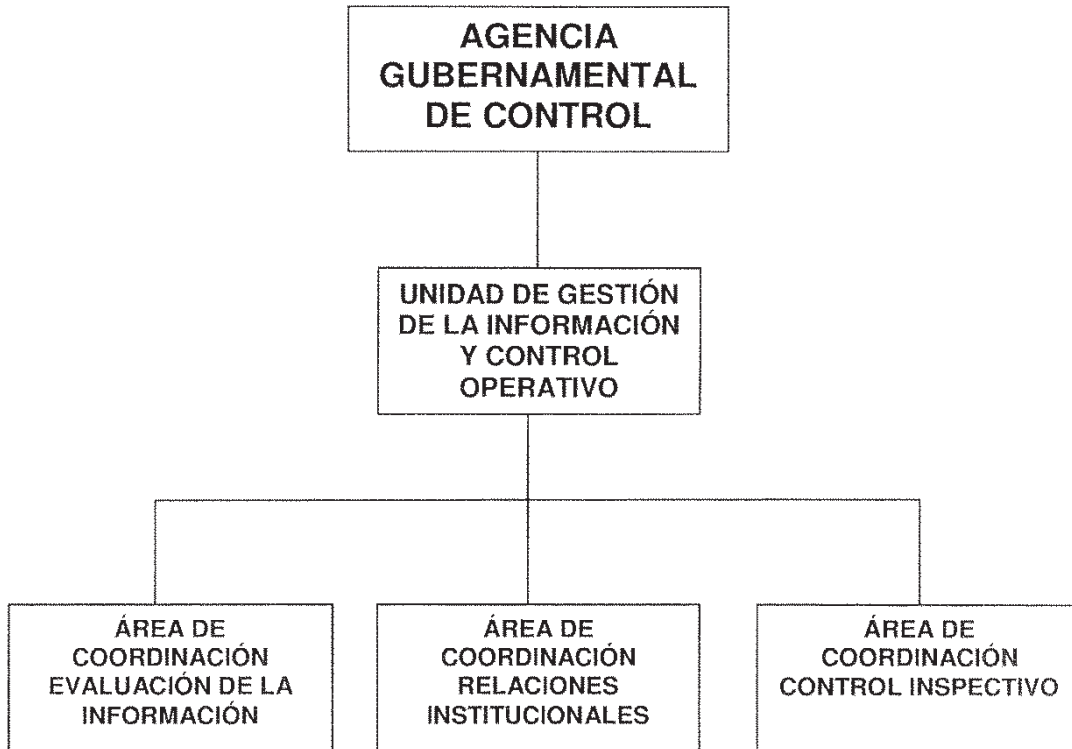 AGENCIA
GUBERNAMENTAL
DE CONTROL
UNIDAD DE GESTIÓN
DE LA INFORMACIÓN
Y CONTROL
OPERATIVO
ÁREA DE
COORDINACIÓN
EVALUACIÓN DE LA
INFORMACIÓN
ÁREA DE
COORDINACIÓN
RELACIONES
INSTITUCIONALES
ÁREA DE
COORDINACIÓN
CONTROL INSPECTIVO